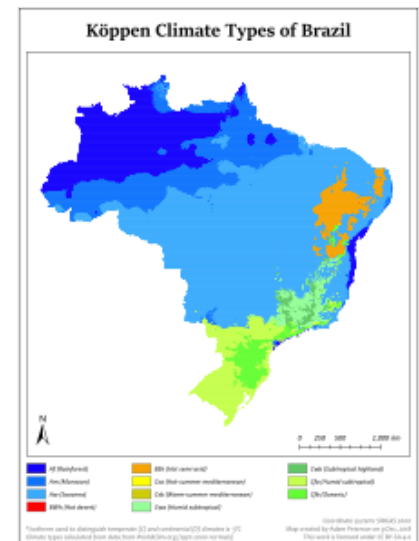 Köppen Climate Types of Brazil
N
0 250 500 1,000 km
Af (Rainforest)
Am (Monsoon)
Aw (Savanna)
BWh (Hot desert)
BSh (Hot semi-arid)
Csa (Hot-summer mediterranean)
Csb (Warm-summer mediterranean)
Cwa (Humid subtropical)
Cwb (Subtropical highland)
Cfa (Humid subtropical)
Cfb (Oceanic)